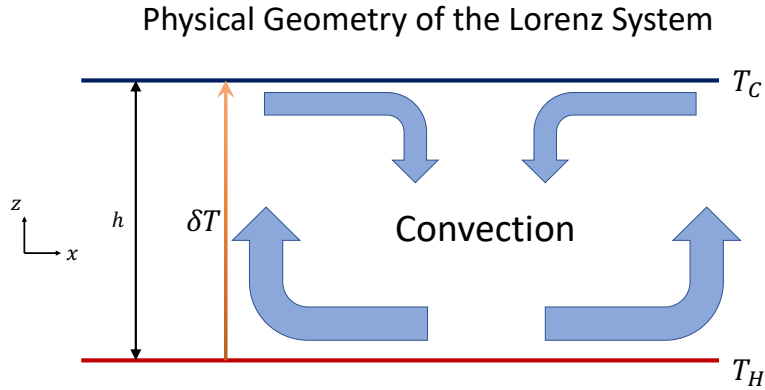 Physical Geometry of the Lorenz System
T_C
z
x
h
δT
Convection
T_H